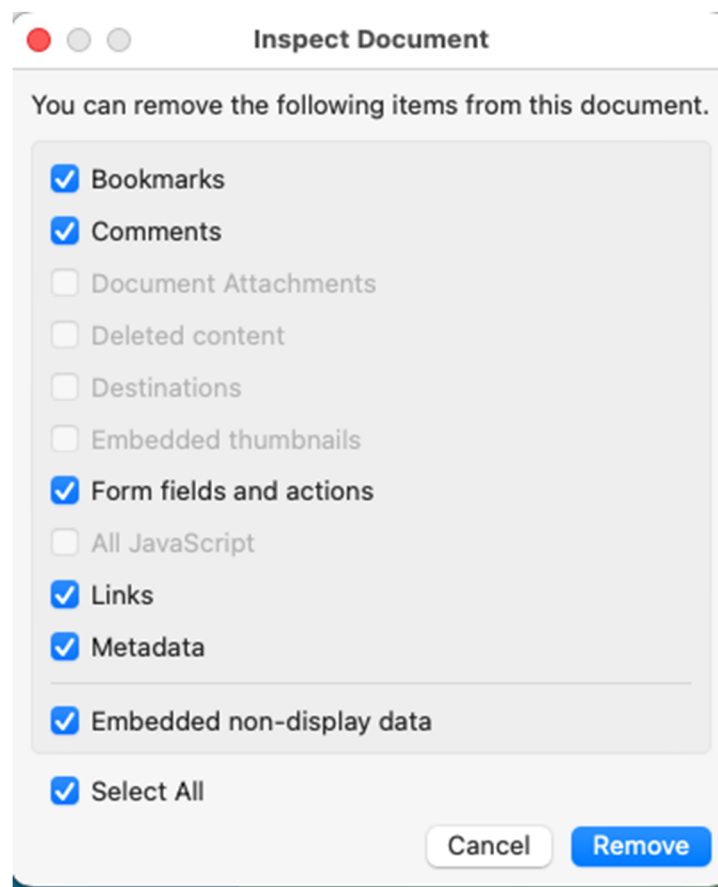 Inspect Document
You can remove the following items from this document.
Bookmarks
Comments
Document Attachments
Deleted content
Destinations
Embedded thumbnails
Form fields and actions
All JavaScript
Links
Metadata
Embedded non-display data
Select All
Cancel Remove